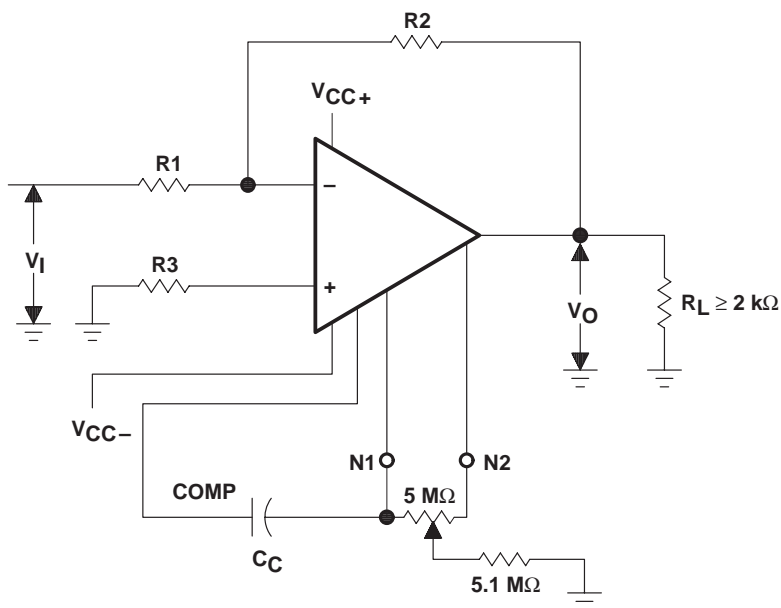 R2
VCC+
R1
−
VI
R3
+
VO
RL ≥ 2 kΩ
VCC−
N1
N2
COMP
5 MΩ
CC
5.1 MΩ